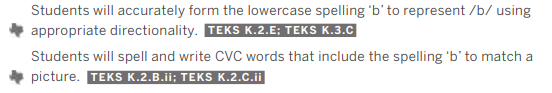 Students will accurately form the lowercase spelling ‘b’ to represent /b/ using
appropriate directionality. TEKS K.2.E; TEKS K.3.C
Students will spell and write CVC words that include the spelling ‘b’ to match a
picture. TEKS K.2.B.ii; TEKS K.2.C.ii